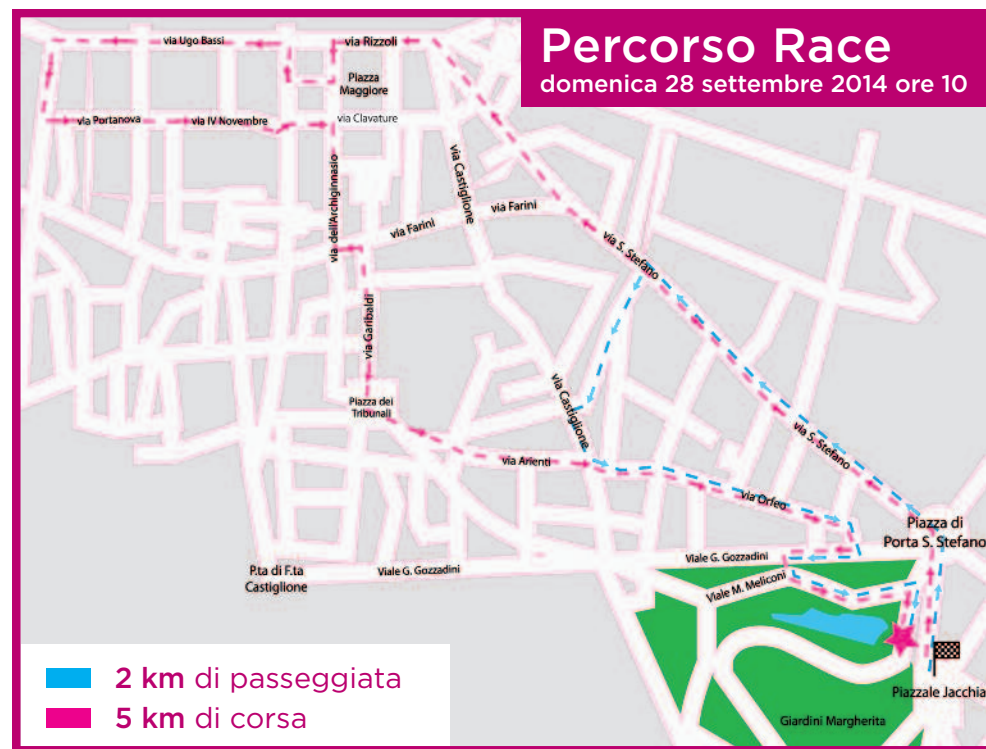 Percorso Race
domenica 28 settembre 2014 ore 10
via Ugo Bassi
via Rizzoli
Piazza
Maggiore
via Portanova
via IV Novembre
via Clavature
via Castiglione
via dell'Archiginnasio
via Farini
via Farini
via S. Stefano
via Garibaldi
Piazza dei
Tribunali
via Castiglione
via S. Stefano
via Arienti
via Orfeo
Piazza di
Porta S. Stefano
P.ta di F.ta
Castiglione
Viale G. Gozzadini
Viale G. Gozzadini
Viale M. Meliconi
Piazzale Jacchia
Giardini Margherita
2 km di passeggiata
5 km di corsa